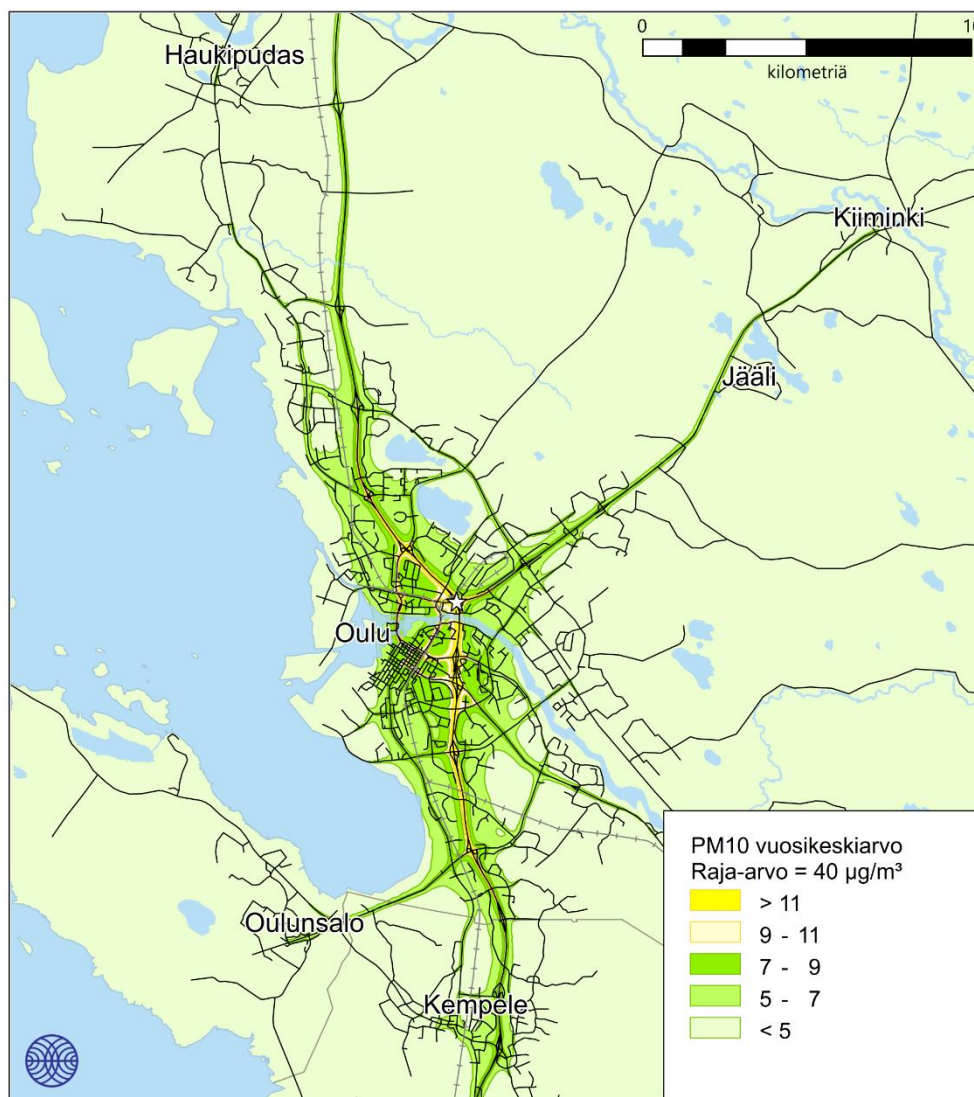 Haukipudas
0 10
kilometriä
Kiiminki
Jääli
Oulu
Oulunsalo
Kempele
PM10 vuosikeskiarvo
Raja-arvo = 40 µg/m³
> 11
9 - 11
7 - 9
5 - 7
< 5